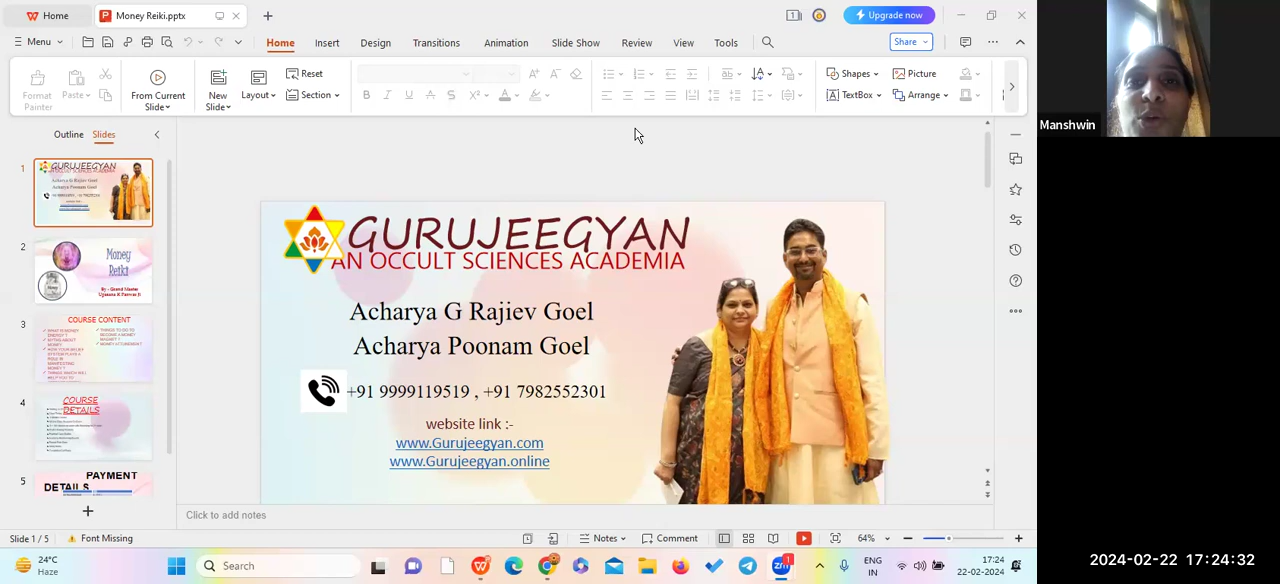 Home
Money Reiki.pptx
Upgrade now
Menu
Home
Insert
Design
Transitions
Animation
Slide Show
Review
View
Tools
Share
Format Painter
Paste
From Current Slide
New Slide
Layout
Reset
Section
Shapes
Picture
TextBox
Arrange
Manshwin
Outline
Slides
1
2
Money
Reiki
3
COURSE CONTENT
4
COURSE
DETAILS
5
PAYMENT
DETAILS
GURUJEEGYAN
AN OCCULT SCIENCES ACADEMIA
Acharya G Rajiev Goel
Acharya Poonam Goel
+91 9999119519 , +91 7982552301
website link :-
www.Gurujeegyan.com
www.Gurujeegyan.online
Click to add notes
Slide 1 / 5
Font Missing
Notes
Comment
64%
24°C
Haze
Search
ENG
IN
17:24
22-02-2024
2024-02-22 17:24:32